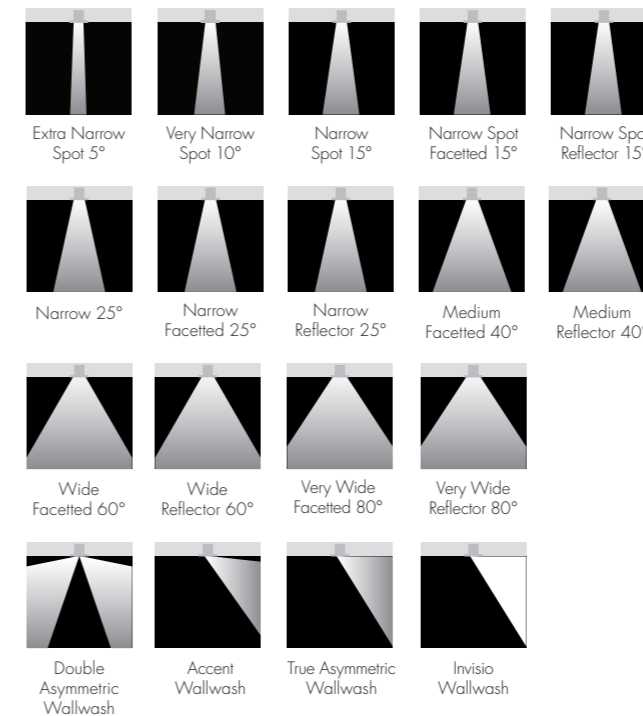 Extra Narrow
Spot 5°
Very Narrow
Spot 10°
Narrow
Spot 15°
Narrow Spot
Facetted 15°
Narrow Spo
Reflector 15°
Narrow 25°
Narrow
Facetted 25°
Narrow
Reflector 25°
Medium
Facetted 40°
Medium
Reflector 40°
Wide
Facetted 60°
Wide
Reflector 60°
Very Wide
Facetted 80°
Very Wide
Reflector 80°
Double
Asymmetric
Wallwash
Accent
Wallwash
True Asymmetric
Wallwash
Invisio
Wallwash